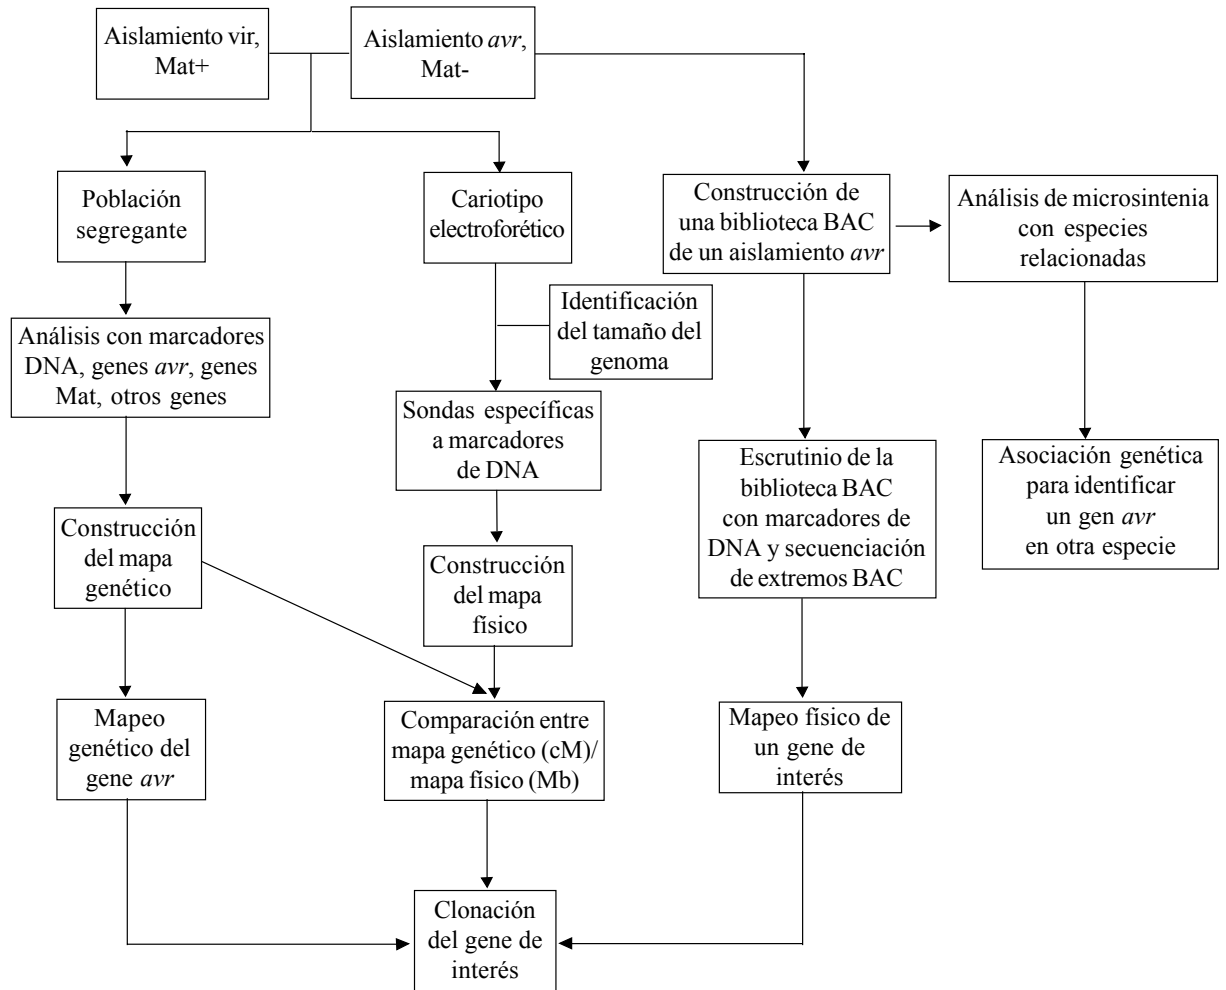 Aislamiento vir,
Mat+
Aislamiento avr,
Mat-
Población
segregante
Cariotipo
electroforético
Construcción de
una biblioteca BAC
de un aislamiento avr
Análisis de microsintenia
con especies
relacionadas
Identificación
del tamaño del
genoma
Análisis con marcadores
DNA, genes avr, genes
Mat, otros genes
Sondas específicas
a marcadores
de DNA
Escrutinio de la
biblioteca BAC
con marcadores de
DNA y secuenciación
de extremos BAC
Asociación genética
para identificar
un gen avr
en otra especie
Construcción
del mapa
genético
Construcción
del mapa
físico
Mapeo
genético del
gene avr
Comparación entre
mapa genético (cM)/
mapa físico (Mb)
Mapeo físico de
un gene de
interés
Clonación
del gene de
interés